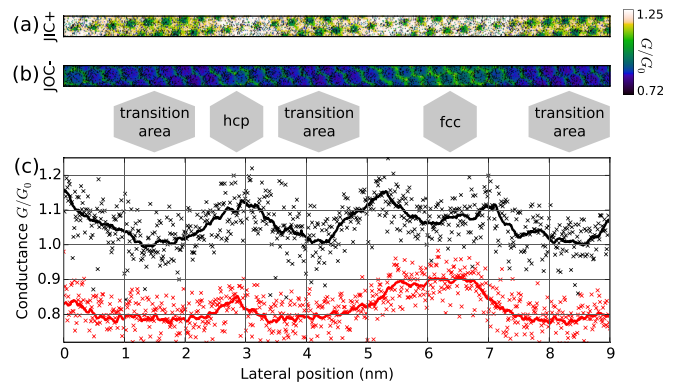 (a) JJC+
1.25
G/G0
0.72
(b) JOC-
transition
area
hcp
transition
area
fcc
transition
area
(c)
Conductance G/G0
1.2
1.1
1.0
0.9
0.8
0 1 2 3 4 5 6 7 8 9
Lateral position (nm)